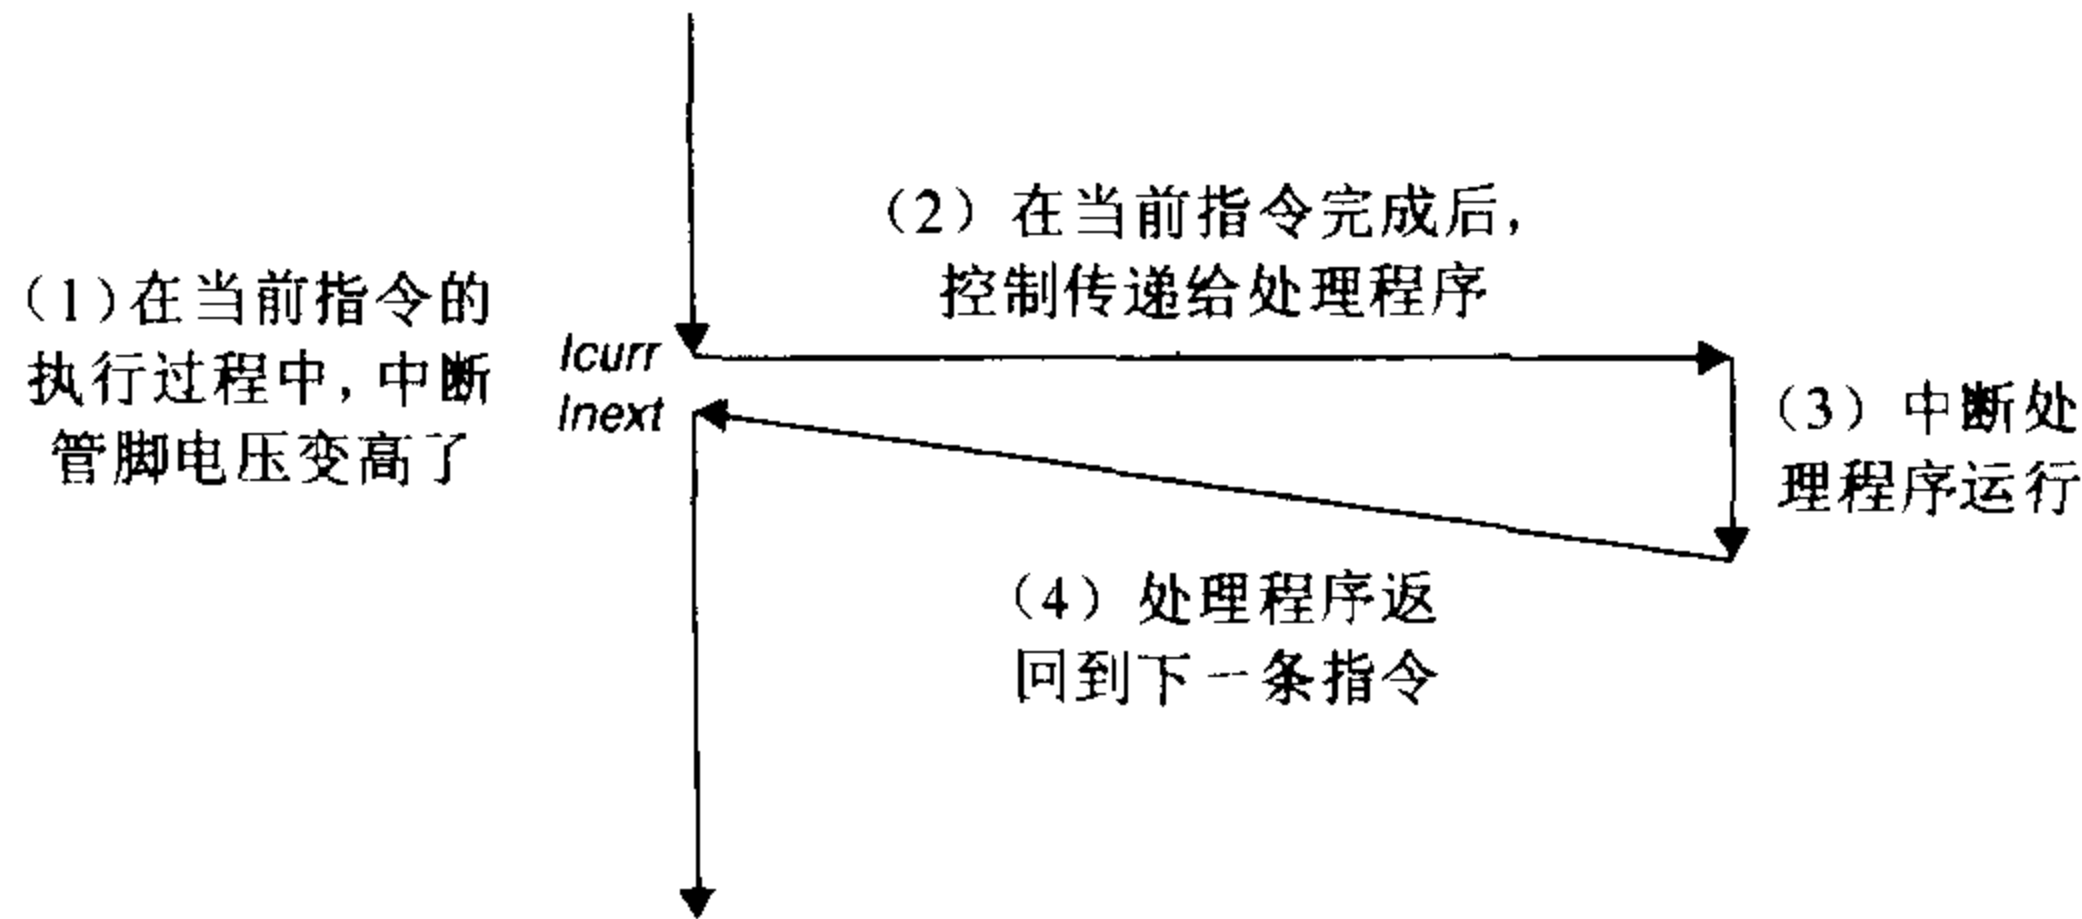 （1）在当前指令的
执行过程中，中断
管脚电压变高了
Icurr
Inext
（2）在当前指令完成后，
控制传递给处理程序
（3）中断处
理程序运行
（4）处理程序返
回到下一条指令